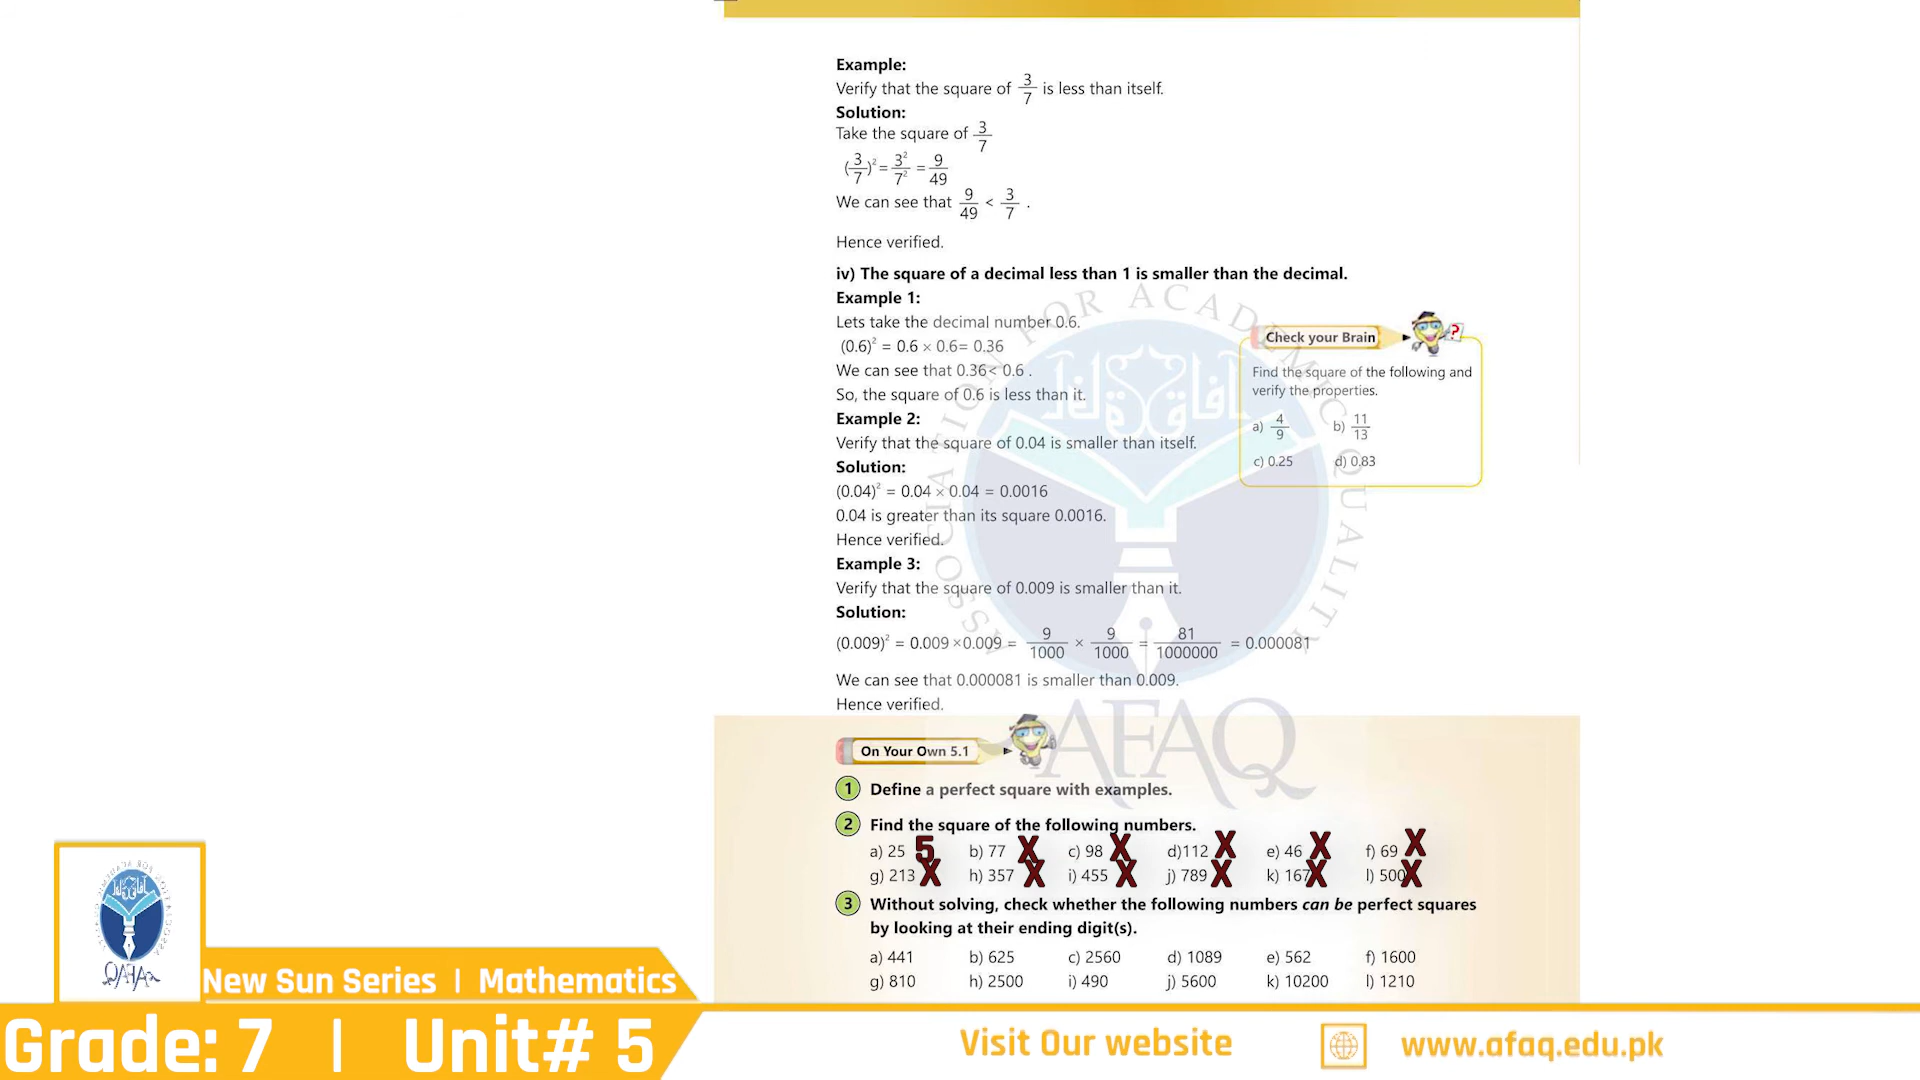 Example:
Verify that the square of 3/7 is less than itself.
Solution:
Take the square of 3/7
(3/7)² = 3²/7² = 9/49
We can see that 9/49 < 3/7 .
Hence verified.
iv) The square of a decimal less than 1 is smaller than the decimal.
Example 1:
Lets take the decimal number 0.6.
(0.6)² = 0.6 × 0.6= 0.36
We can see that 0.36< 0.6 .
So, the square of 0.6 is less than it.
Example 2:
Verify that the square of 0.04 is smaller than itself.
Solution:
(0.04)² = 0.04 × 0.04 = 0.0016
0.04 is greater than its square 0.0016.
Hence verified.
Example 3:
Verify that the square of 0.009 is smaller than it.
Solution:
(0.009)² = 0.009 ×0.009 = 9/1000 × 9/1000 = 81/1000000 = 0.000081
We can see that 0.000081 is smaller than 0.009.
Hence verified.
Check your Brain
?
Find the square of the following and
verify the properties.
a) 4/9 b) 11/13
c) 0.25 d) 0.83
ASSOCIATION FOR ACADEMIC QUALITY
آفاق
AFAQ
On Your Own 5.1
1 Define a perfect square with examples.
2 Find the square of the following numbers.
a) 25 5 b) 77 X c) 98 X d)112 X e) 46 X f) 69 X
g) 213 X h) 357 X i) 455 X j) 789 X k) 167 X l) 500 X
3 Without solving, check whether the following numbers can be perfect squares
by looking at their ending digit(s).
a) 441 b) 625 c) 2560 d) 1089 e) 562 f) 1600
g) 810 h) 2500 i) 490 j) 5600 k) 10200 l) 1210
New Sun Series | Mathematics
Grade: 7 | Unit# 5
Visit Our website
www.afaq.edu.pk